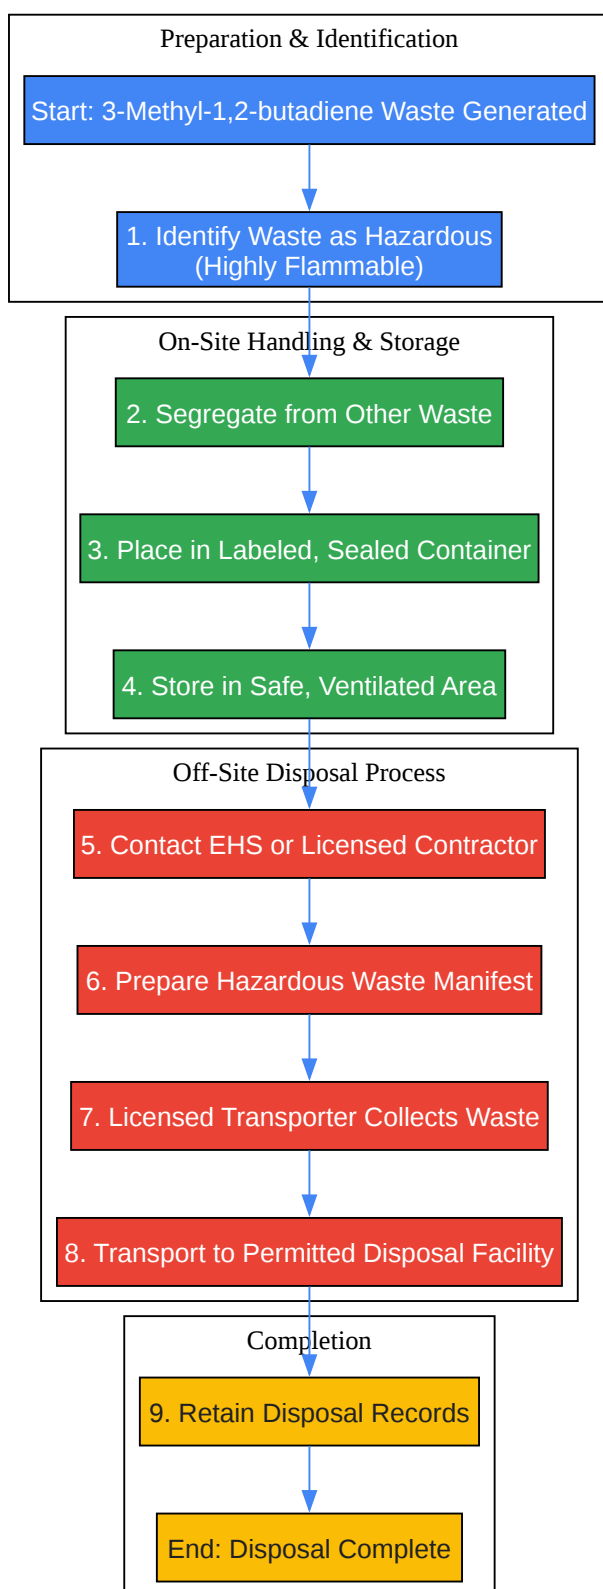 Preparation & Identification
Start: 3-Methyl-1,2-butadiene Waste Generated
1. Identify Waste as Hazardous
(Highly Flammable)
On-Site Handling & Storage
2. Segregate from Other Waste
3. Place in Labeled, Sealed Container
4. Store in Safe, Ventilated Area
Off-Site Disposal Process
5. Contact EHS or Licensed Contractor
6. Prepare Hazardous Waste Manifest
7. Licensed Transporter Collects Waste
8. Transport to Permitted Disposal Facility
Completion
9. Retain Disposal Records
End: Disposal Complete